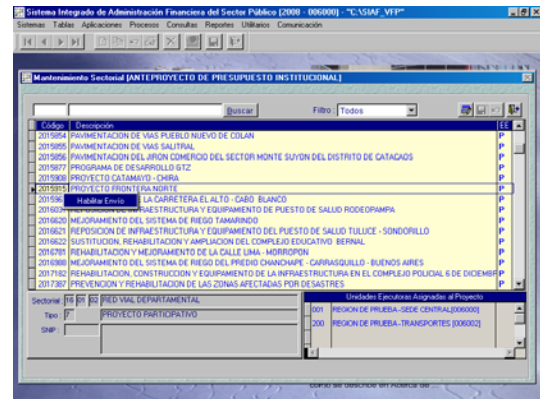 Sistema Integrado de Administración Financiera del Sector Público [2000 - 006000] - "C:\SIAF_VFP"
Sistemas Tablas Aplicaciones Procesos Consultas Reportes Utilitarios Comunicación
Mantenimiento Sectorial [ANTEPROYECTO DE PRESUPUESTO INSTITUCIONAL]
Buscar Filtro : Todos
Código Descripción EE
2015854 PAVIMENTACION DE VIAS PUEBLO NUEVO DE COLAN P
2015855 PAVIMENTACION DE VIAS SALITRAL P
2015856 PAVIMENTACION DEL JIRON COMERCIO DEL SECTOR MONTE SUYON DEL DISTRITO DE CATACAOS P
2015877 PROGRAMA DE DESARROLLO GTZ P
2015908 PROYECTO CATAMAYO - CHIRA P
2015915 PROYECTO FRONTERA NORTE P
Habilitar Envío LA CARRETERA EL ALTO - CABO BLANCO P
INFRAESTRUCTURA Y EQUIPAMIENTO DE PUESTO DE SALUD RODEOPAMPA P
2016620 MEJORAMIENTO DEL SISTEMA DE RIEGO TAMARINDO P
2016621 REPOSICION DE INFRAESTRUCTURA Y EQUIPAMIENTO DEL PUESTO DE SALUD TULUCE - SONDORILLO P
2016622 SUSTITUCION, REHABILITACION Y AMPLIACION DEL COMPLEJO EDUCATIVO BERNAL P
2016781 REHABILITACION Y MEJORAMIENTO DE LA CALLE LIMA - MORROPON P
2016988 MEJORAMIENTO DEL SISTEMA DE RIEGO DEL PREDIO CHANCHAPE - CARRASQUILLO - BUENOS AIRES P
2017182 REHABILITACION, CONSTRUCCION Y EQUIPAMIENTO DE LA INFRAESTRUCTURA EN EL COMPLEJO POLICIAL 6 DE DICIEMBR P
2017387 PREVENCION Y REHABILITACION DE LAS ZONAS AFECTADAS POR DESASTRES P
Sectorial 16 01 02 RED VIAL DEPARTAMENTAL
Tipo : 7 PROYECTO PARTICIPATIVO
SNIP :
Unidades Ejecutoras Asignadas al Proyecto
001 REGION DE PRUEBA-SEDE CENTRAL[006000]
200 REGION DE PRUEBA-TRANSPORTES [006002]
como se describe en Acerca de ...